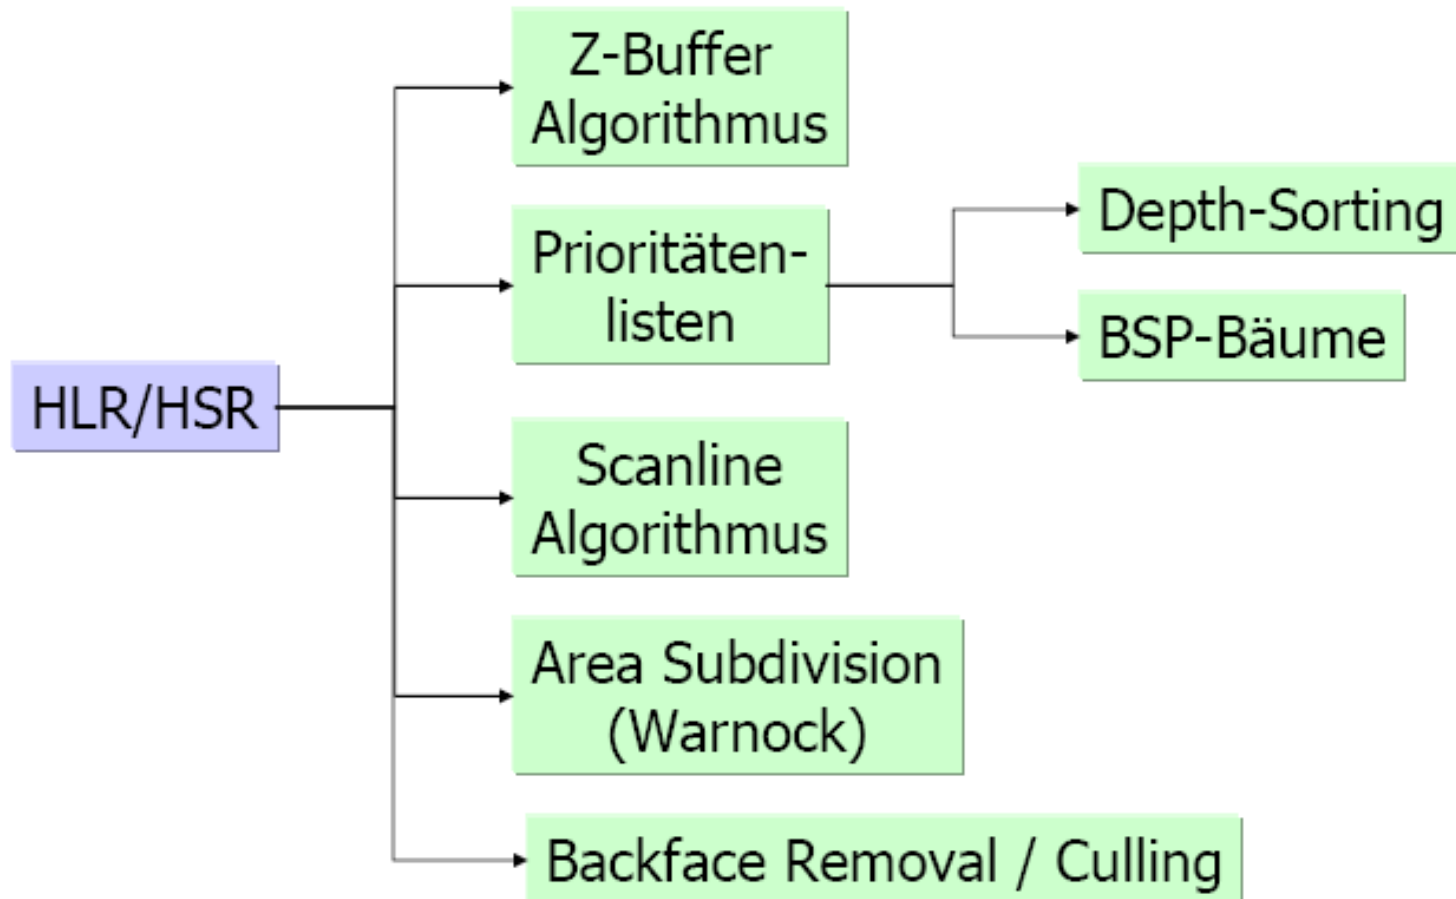 Z-Buffer
Algorithmus
Prioritäten-
listen
Depth-Sorting
BSP-Bäume
HLR/HSR
Scanline
Algorithmus
Area Subdivision
(Warnock)
Backface Removal / Culling